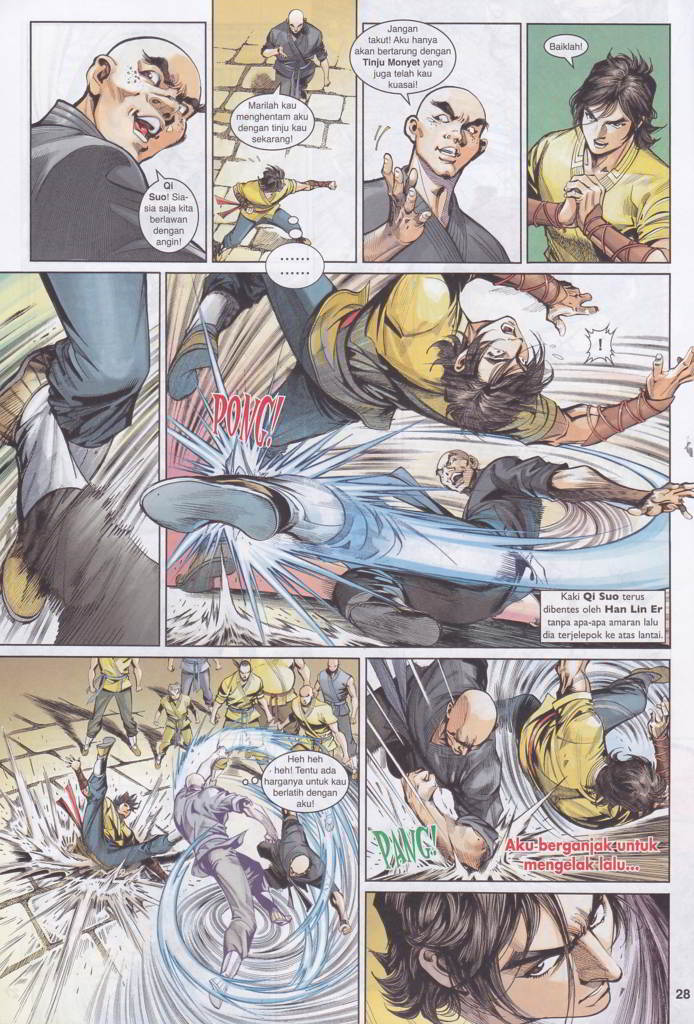 Qi
Suo! Sia-
sia saja kita
berlawan
dengan
angin!
Marilah kau
menghentam aku
dengan tinju kau
sekarang!
Jangan
takut! Aku hanya
akan bertarung dengan
Tinju Monyet yang
juga telah kau
kuasai!
Baiklah!
......
......
!
PONG!
Kaki Qi Suo terus
dibentes oleh Han Lin Er
tanpa apa-apa amaran lalu
dia terjelepok ke atas lantai.
Heh heh
heh! Tentu ada
harganya untuk kau
berlatih dengan
aku!
PANG!
Aku berganjak untuk
mengelak lalu...
28